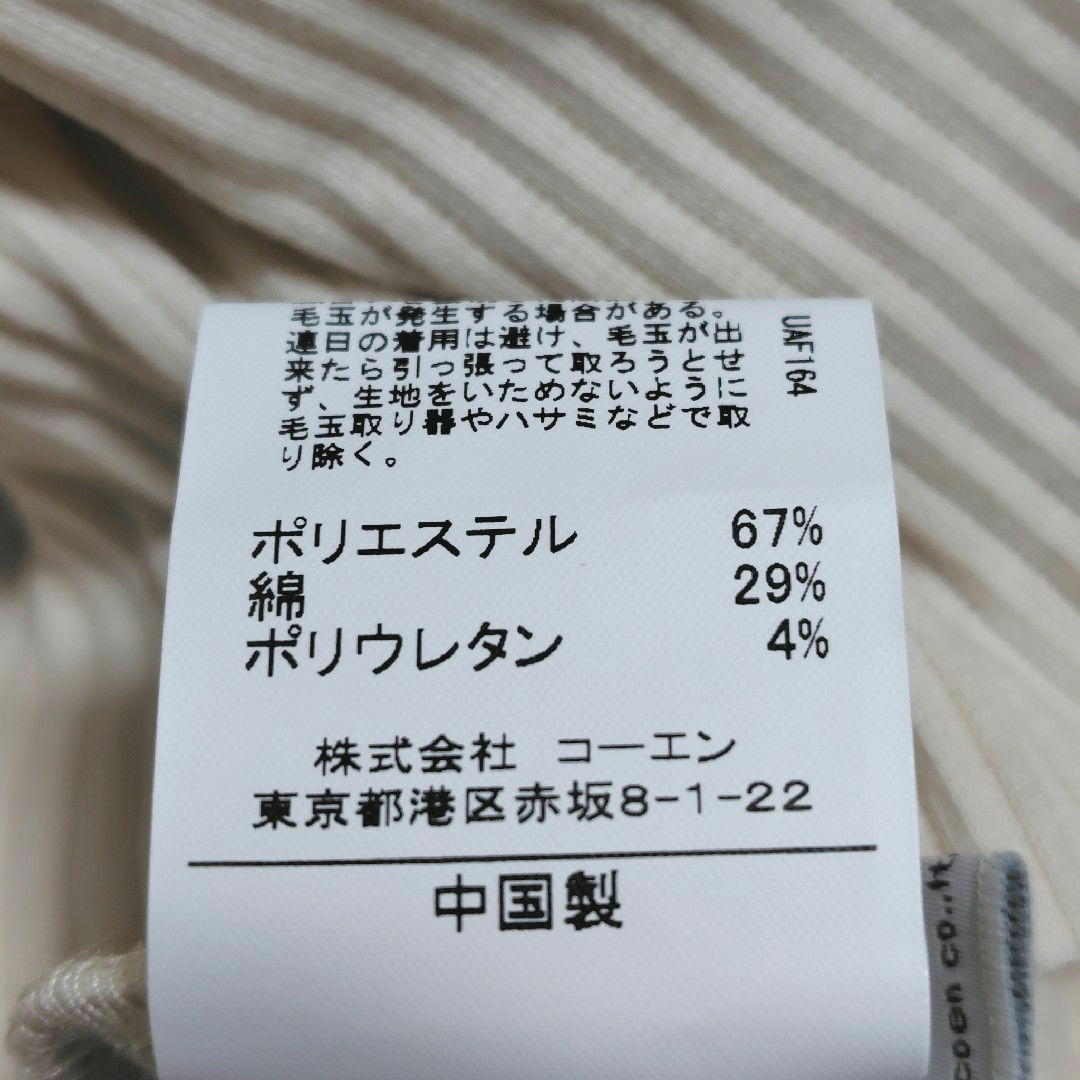 毛玉が発生する場合がある。
連日の着用は避け、毛玉が出
来たら引っ張って取ろうとせ
ず、生地をいためないように
毛玉取り器やハサミなどで取
り除く。
UAF164
ポリエステル 67%
綿 29%
ポリウレタン 4%
株式会社 コーエン
東京都港区赤坂8-1-22
中国製
coen co.,lt